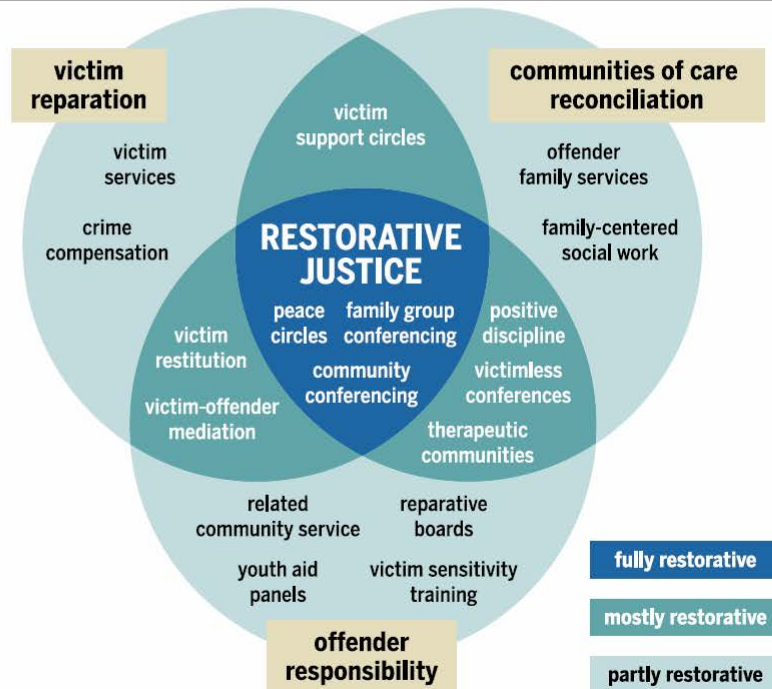 victim
reparation
communities of care
reconciliation
victim
support circles
victim
services
offender
family services
crime
compensation
family-centered
social work
RESTORATIVE
JUSTICE
peace
circles
family group
conferencing
positive
discipline
victim
restitution
community
conferencing
victimless
conferences
victim-offender
mediation
therapeutic
communities
related
community service
reparative
boards
youth aid
panels
victim sensitivity
training
offender
responsibility
fully restorative
mostly restorative
partly restorative